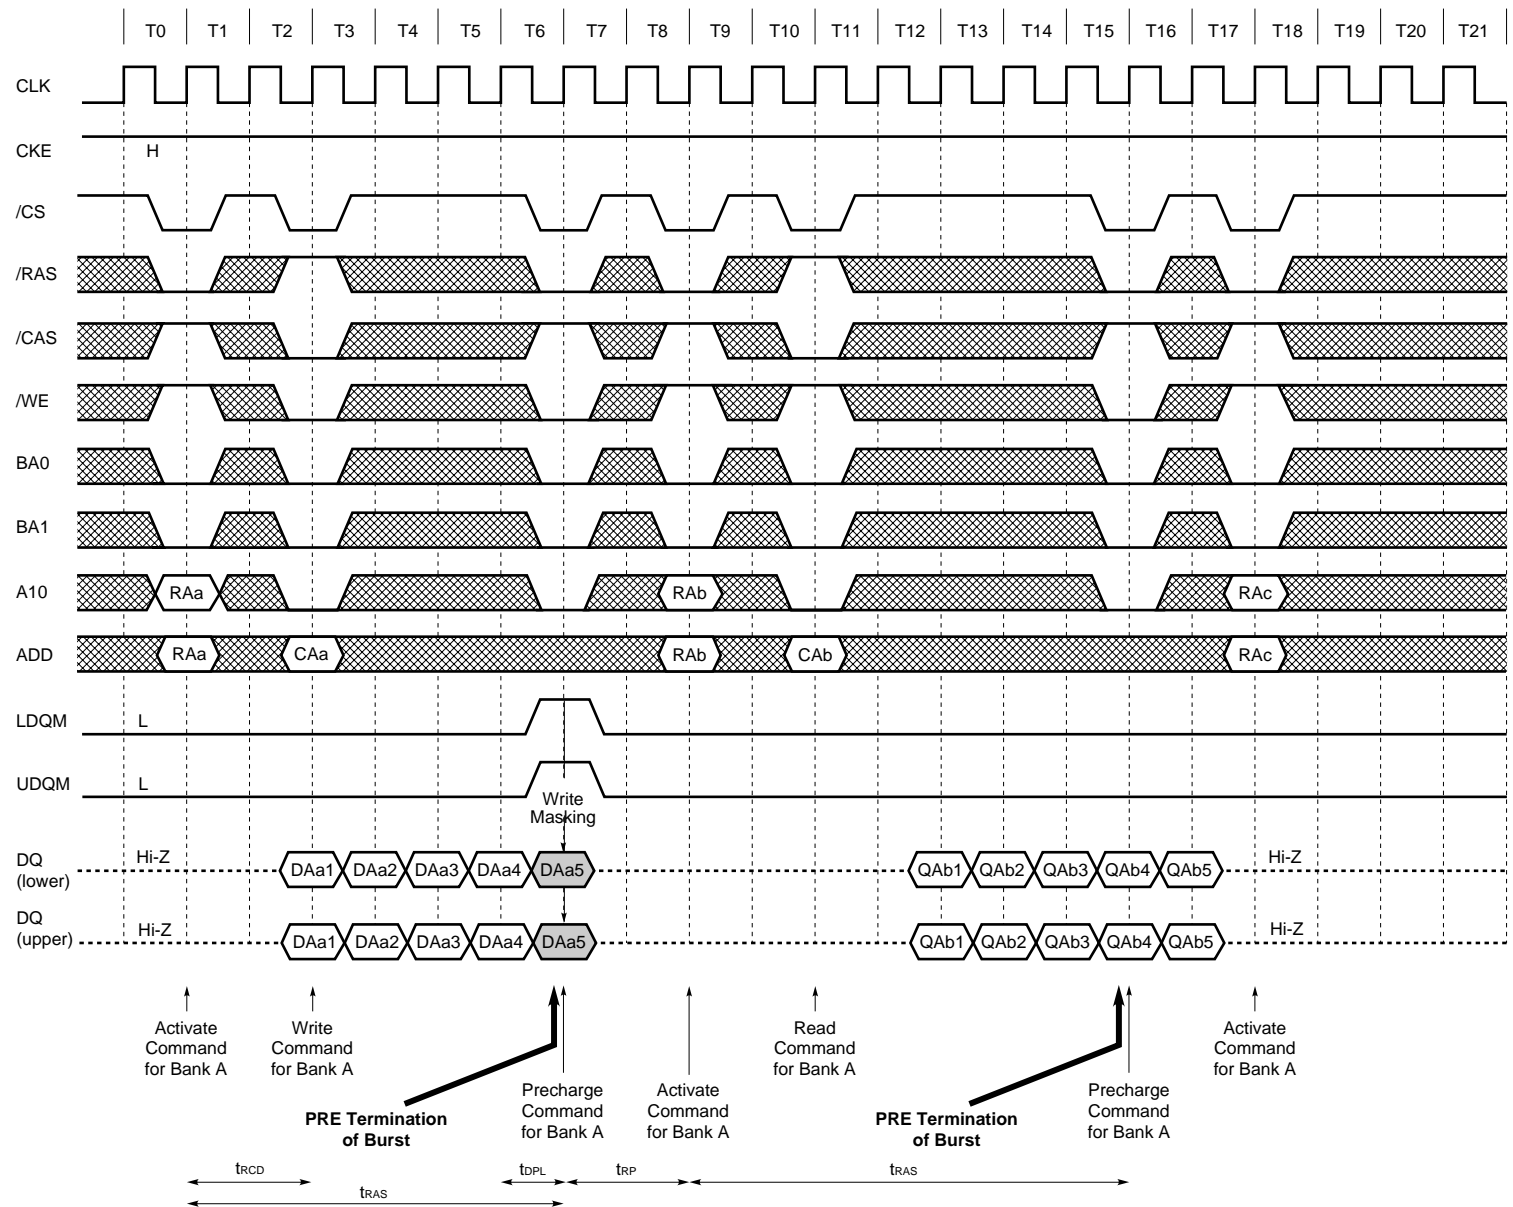 T0 T1 T2 T3 T4 T5 T6 T7 T8 T9 T10 T11 T12 T13 T14 T15 T16 T17 T18 T19 T20 T21
CLK
CKE H
/CS
/RAS
/CAS
/WE
BA0
BA1
A10 RAa RAb RAc
ADD RAa CAa RAb CAb RAc
LDQM L
UDQM L
Write
Masking
DQ
(lower)
Hi-Z DAa1 DAa2 DAa3 DAa4 DAa5 QAb1 QAb2 QAb3 QAb4 QAb5 Hi-Z
DQ
(upper)
Hi-Z DAa1 DAa2 DAa3 DAa4 DAa5 QAb1 QAb2 QAb3 QAb4 QAb5 Hi-Z
Activate
Command
for Bank A
Write
Command
for Bank A
PRE Termination
of Burst
Precharge
Command
for Bank A
Activate
Command
for Bank A
Read
Command
for Bank A
PRE Termination
of Burst
Precharge
Command
for Bank A
Activate
Command
for Bank A
tRCD tDPL tRP tRAS
tRAS